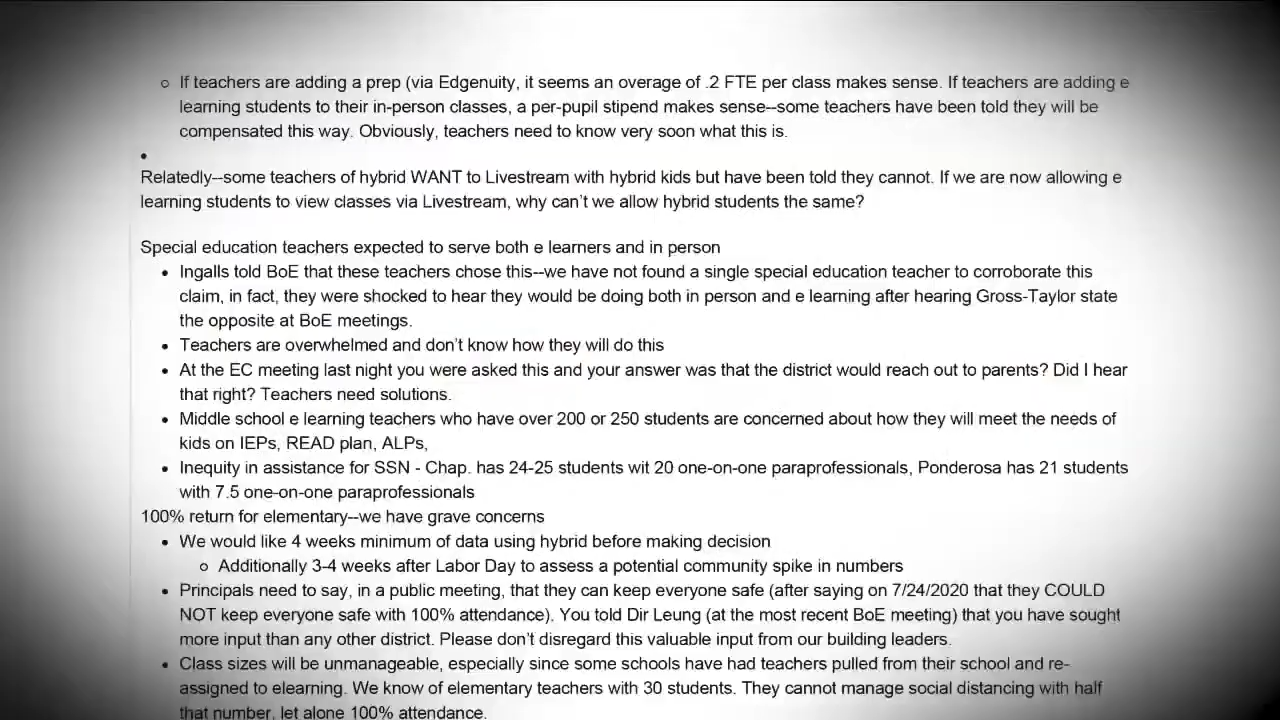 ○ If teachers are adding a prep (via Edgenuity, it seems an overage of .2 FTE per class makes sense. If teachers are adding e
learning students to their in-person classes, a per-pupil stipend makes sense--some teachers have been told they will be
compensated this way. Obviously, teachers need to know very soon what this is.
•
Relatedly--some teachers of hybrid WANT to Livestream with hybrid kids but have been told they cannot. If we are now allowing e
learning students to view classes via Livestream, why can't we allow hybrid students the same?
Special education teachers expected to serve both e learners and in person
• Ingalls told BoE that these teachers chose this--we have not found a single special education teacher to corroborate this
claim, in fact, they were shocked to hear they would be doing both in person and e learning after hearing Gross-Taylor state
the opposite at BoE meetings.
• Teachers are overwhelmed and don't know how they will do this
• At the EC meeting last night you were asked this and your answer was that the district would reach out to parents? Did I hear
that right? Teachers need solutions.
• Middle school e learning teachers who have over 200 or 250 students are concerned about how they will meet the needs of
kids on IEPs, READ plan, ALPs,
• Inequity in assistance for SSN - Chap. has 24-25 students wit 20 one-on-one paraprofessionals, Ponderosa has 21 students
with 7.5 one-on-one paraprofessionals
100% return for elementary--we have grave concerns
• We would like 4 weeks minimum of data using hybrid before making decision
○ Additionally 3-4 weeks after Labor Day to assess a potential community spike in numbers
• Principals need to say, in a public meeting, that they can keep everyone safe (after saying on 7/24/2020 that they COULD
NOT keep everyone safe with 100% attendance). You told Dir Leung (at the most recent BoE meeting) that you have sought
more input than any other district. Please don't disregard this valuable input from our building leaders.
• Class sizes will be unmanageable, especially since some schools have had teachers pulled from their school and re-
assigned to elearning. We know of elementary teachers with 30 students. They cannot manage social distancing with half
that number, let alone 100% attendance.